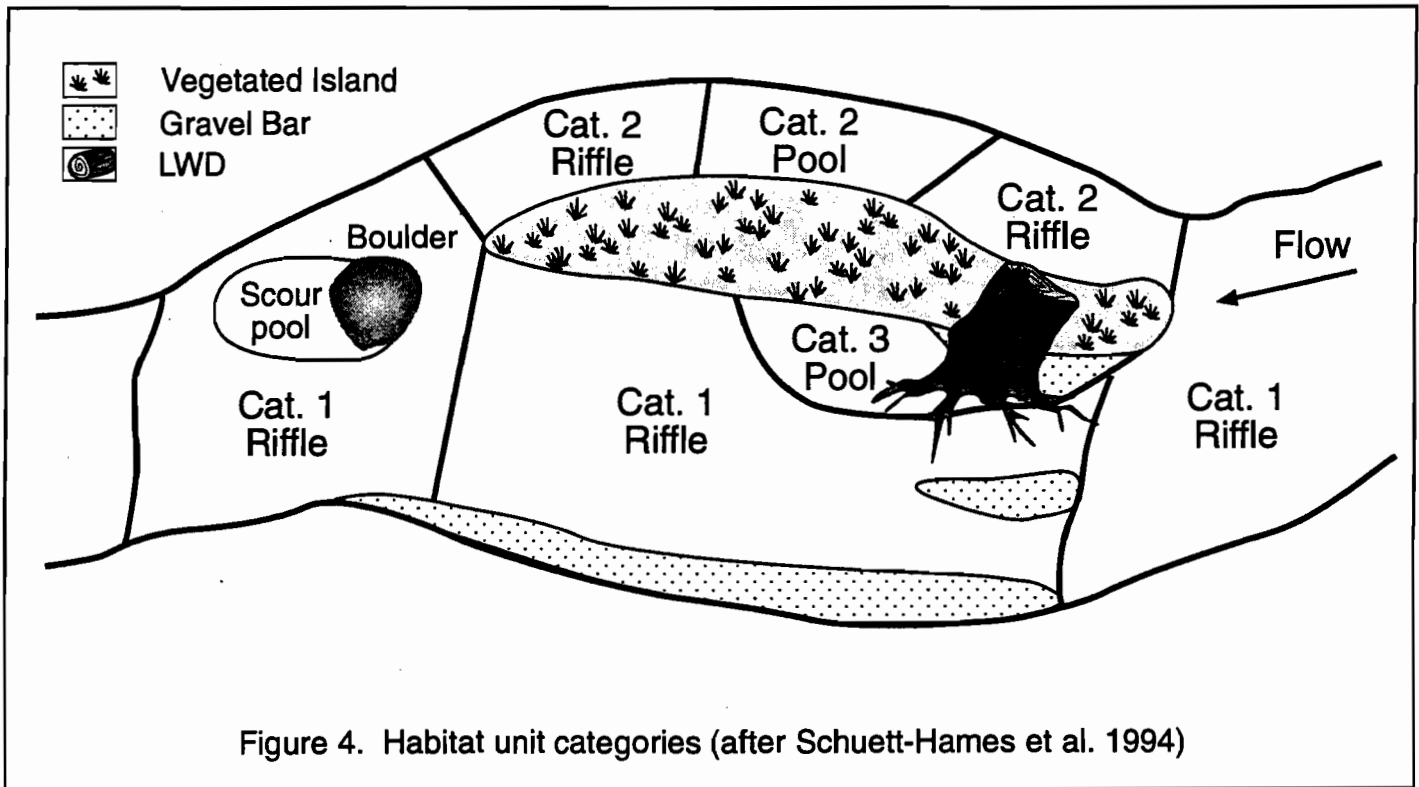 Vegetated Island
Gravel Bar
LWD
Cat. 2
Riffle
Cat. 2
Pool
Cat. 2
Riffle
Flow
Boulder
Scour
pool
Cat. 3
Pool
Cat. 1
Riffle
Cat. 1
Riffle
Cat. 1
Riffle
Figure 4. Habitat unit categories (after Schuett-Hames et al. 1994)